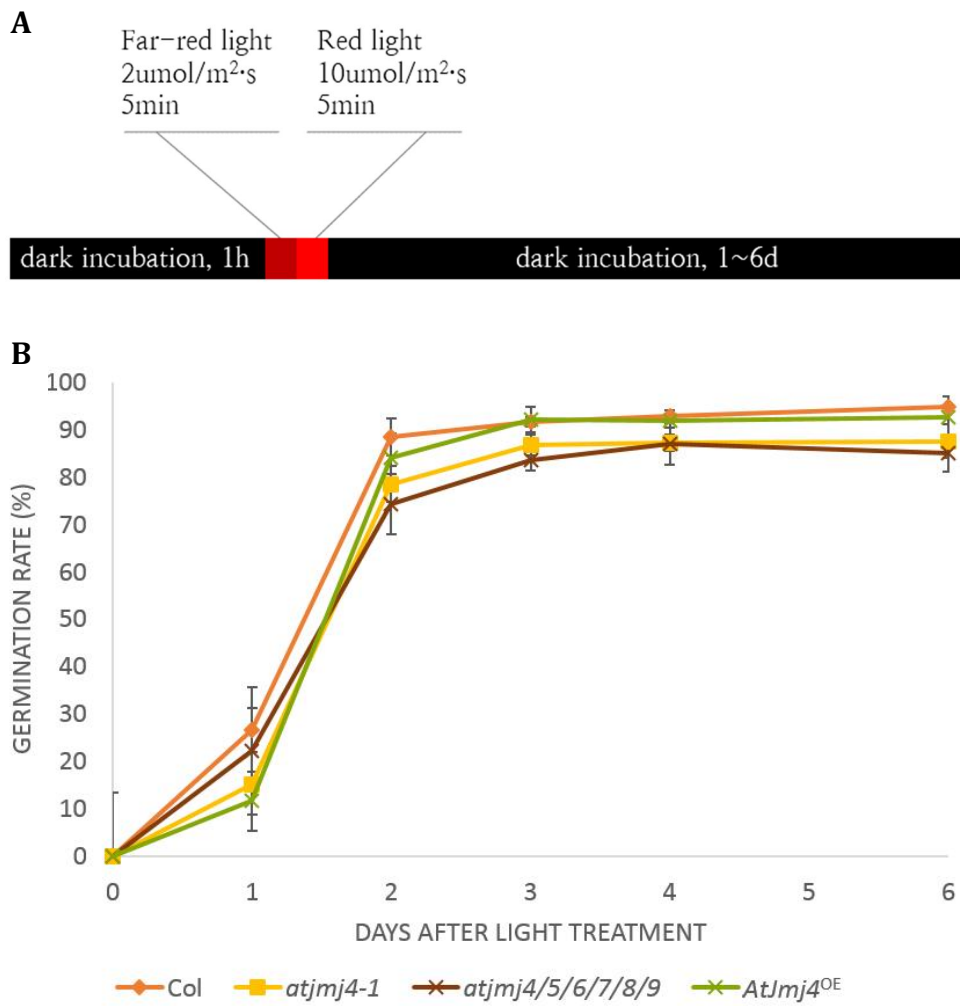 A
Far-red light
2umol/m²·s
5min
Red light
10umol/m²·s
5min
dark incubation, 1h
dark incubation, 1~6d
B
100
90
80
70
60
50
40
30
20
10
0
GERMINATION RATE (%)
0 1 2 3 4 5 6
DAYS AFTER LIGHT TREATMENT
Col atjmj4-1 atjmj4/5/6/7/8/9 AtJmj4ᴼᴱ